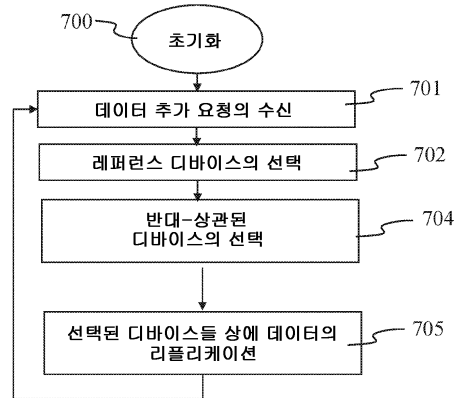 700
초기화
701
데이터 추가 요청의 수신
702
레퍼런스 디바이스의 선택
704
반대-상관된
디바이스의 선택
705
선택된 디바이스들 상에 데이터의
리플리케이션